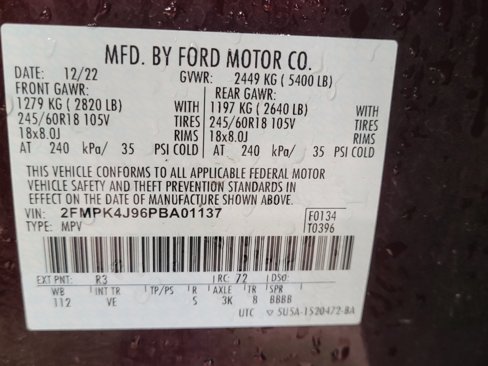 MFD. BY FORD MOTOR CO.
DATE: 12/22 GVWR: 2449 KG ( 5400 LB)
FRONT GAWR: REAR GAWR:
1279 KG ( 2820 LB) WITH 1197 KG ( 2640 LB) WITH
245/60R18 105V TIRES 245/60R18 105V TIRES
18x8.0J RIMS 18x8.0J RIMS
AT 240 kPa/ 35 PSI COLD AT 240 kPa/ 35 PSI COLD
THIS VEHICLE CONFORMS TO ALL APPLICABLE FEDERAL MOTOR
VEHICLE SAFETY AND THEFT PREVENTION STANDARDS IN
EFFECT ON THE DATE OF MANUFACTURE SHOWN ABOVE.
VIN: 2FMPK4J96PBA01137 F0134
TYPE: MPV T0396
EXT PNT: R3 RC: 72 DSO:
WB INT TR TP/PS R AXLE TR SPR
112 VE S 3K 8 BBBB
UTC 5U5A-1520472-BA